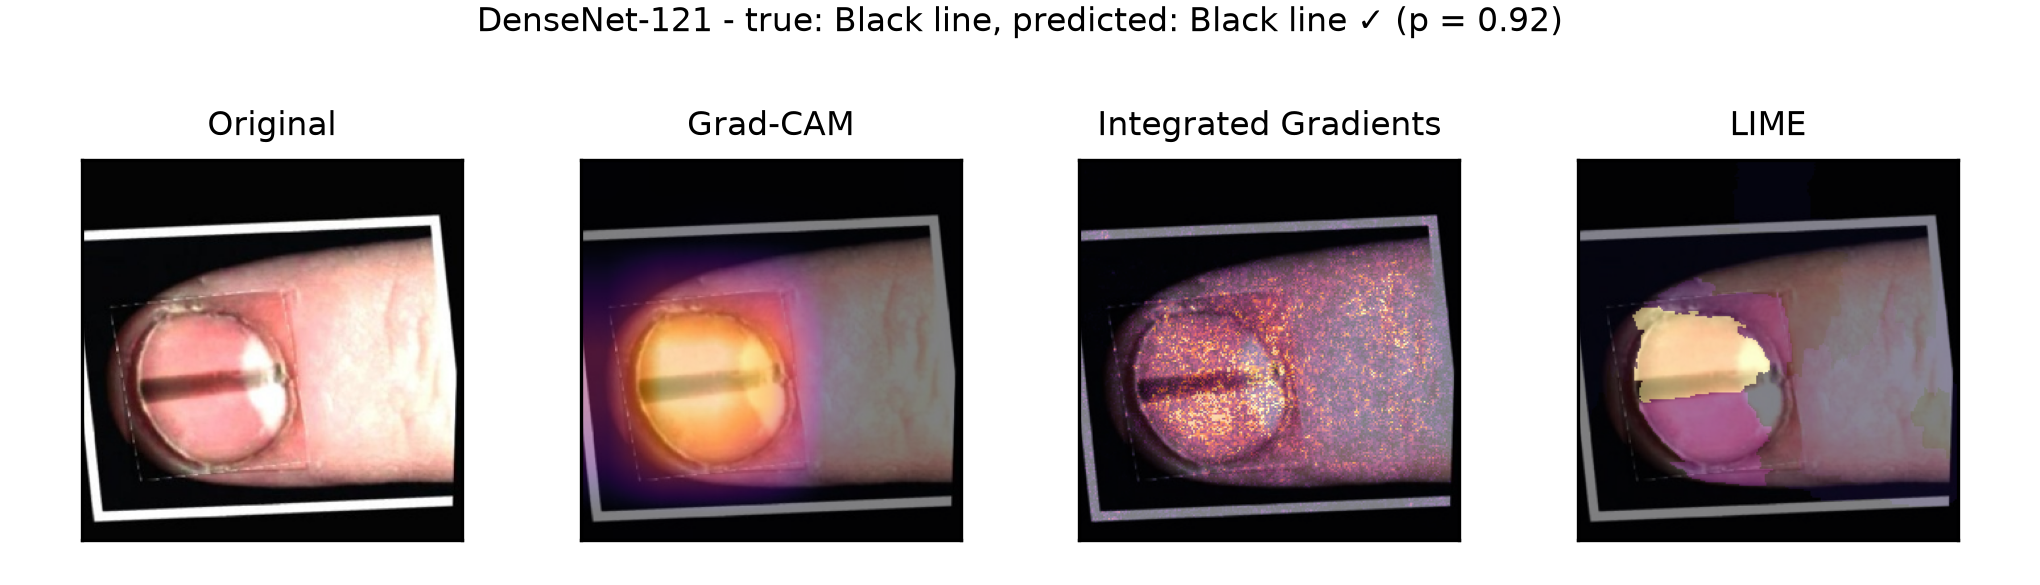 DenseNet-121 - true: Black line, predicted: Black line ✓ (p = 0.92)
Original
Grad-CAM
Integrated Gradients
LIME